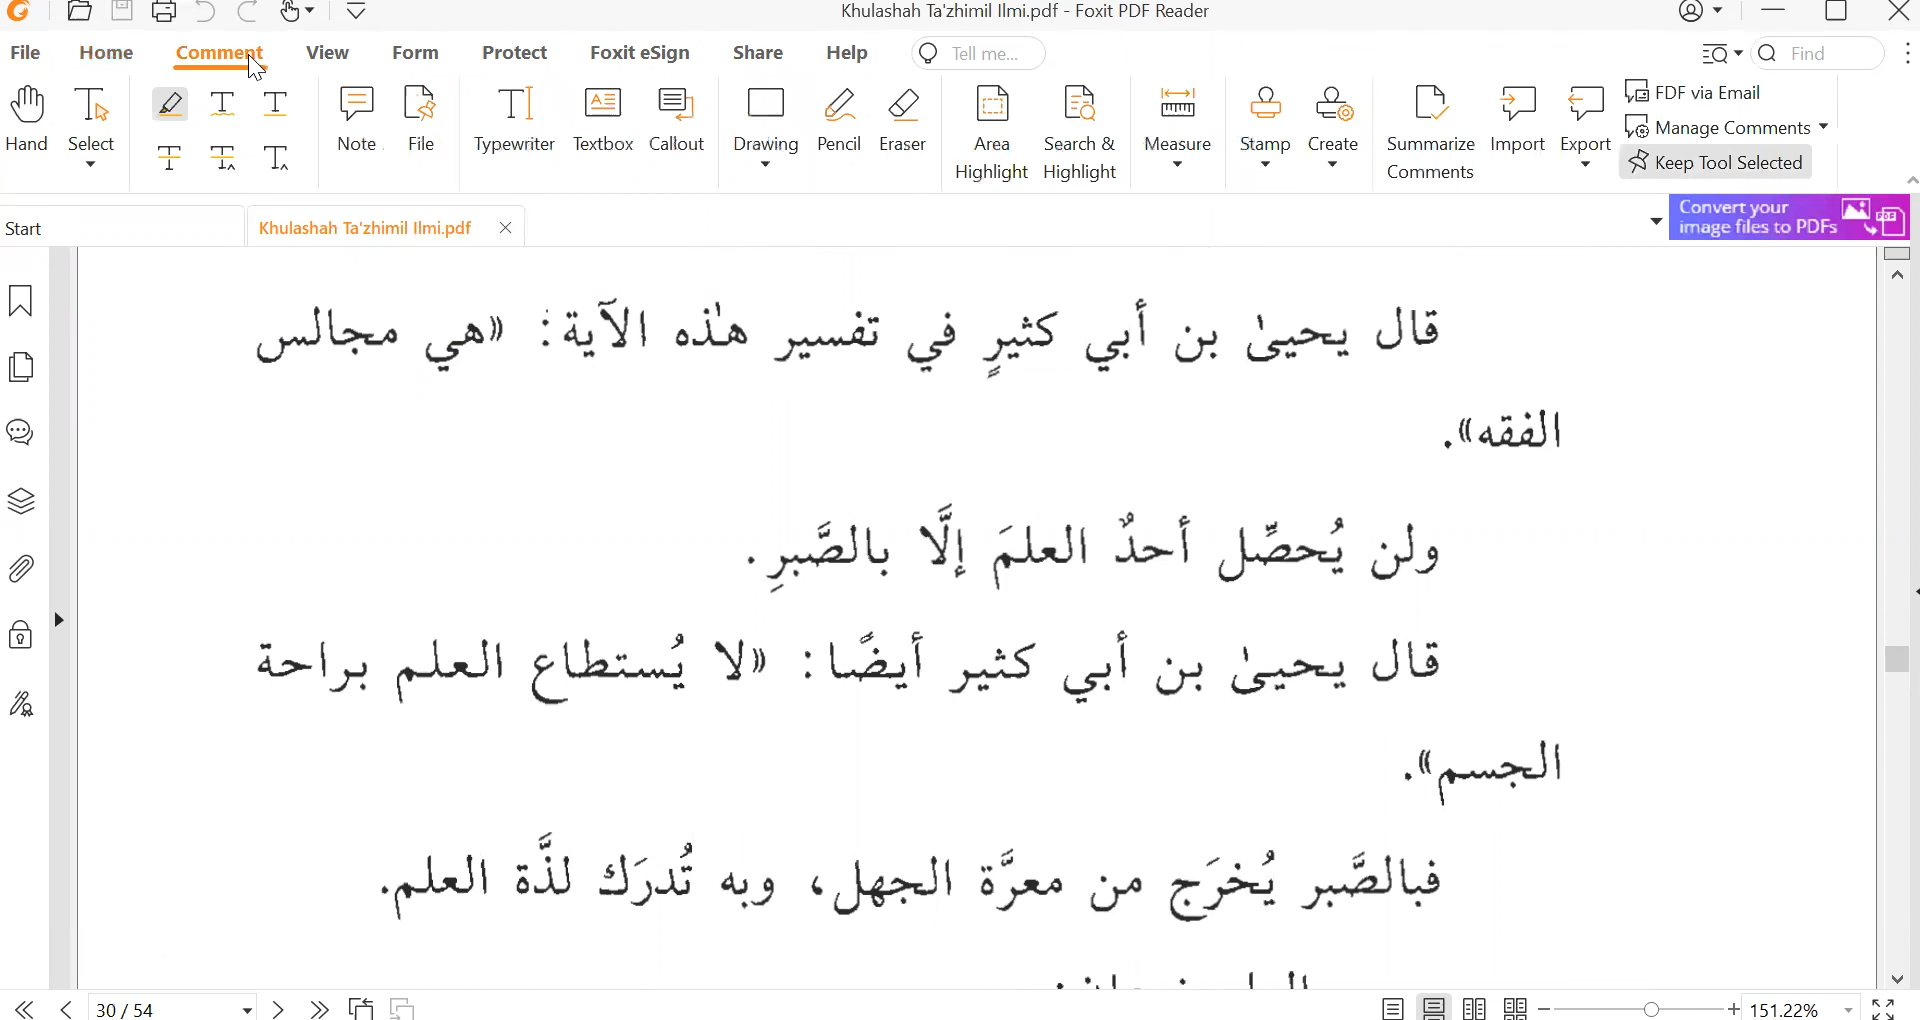 Khulashah Ta'zhimil Ilmi.pdf - Foxit PDF Reader
File Home Comment View Form Protect Foxit eSign Share Help Tell me... Find
Hand Select Note File Typewriter Textbox Callout Drawing Pencil Eraser Area Highlight Search & Highlight Measure Stamp Create Summarize Comments Import Export
FDF via Email
Manage Comments
Keep Tool Selected
Start Khulashah Ta'zhimil Ilmi.pdf
Convert your
image files to PDFs
قال يحيىٰ بن أبي كثيرٍ في تفسير هـٰذه الآية: «هي مجالس
الفقه».
ولن يُحصِّل أحدٌ العلمَ إلَّا بالصَّبرِ.
قال يحيىٰ بن أبي كثير أيضًا: «لا يُستطاع العلم براحة
الجسم».
فبالصَّبر يُخرَج من معرَّة الجهل، وبه تُدرَك لذَّة العلم.
30 / 54 151.22%